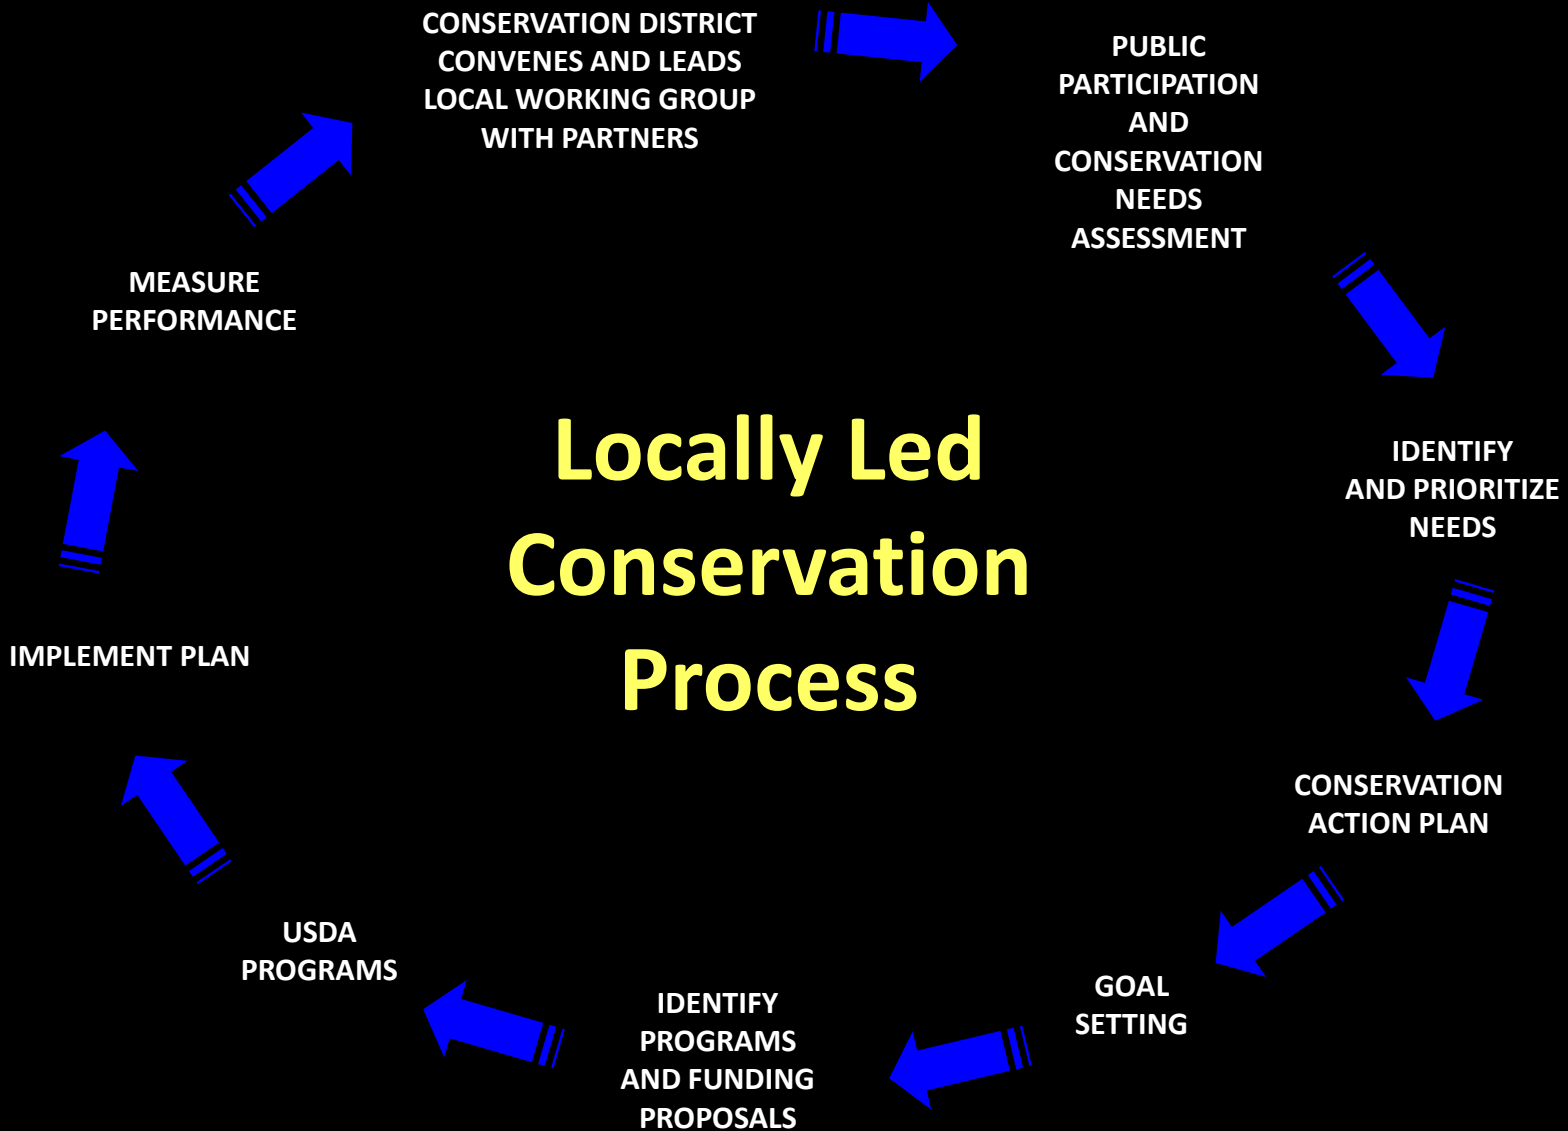 CONSERVATION DISTRICT
CONVENES AND LEADS
LOCAL WORKING GROUP
WITH PARTNERS
PUBLIC
PARTICIPATION
AND
CONSERVATION
NEEDS
ASSESSMENT
IDENTIFY
AND PRIORITIZE
NEEDS
CONSERVATION
ACTION PLAN
GOAL
SETTING
IDENTIFY
PROGRAMS
AND FUNDING
PROPOSALS
USDA
PROGRAMS
IMPLEMENT PLAN
MEASURE
PERFORMANCE
Locally Led
Conservation
Process